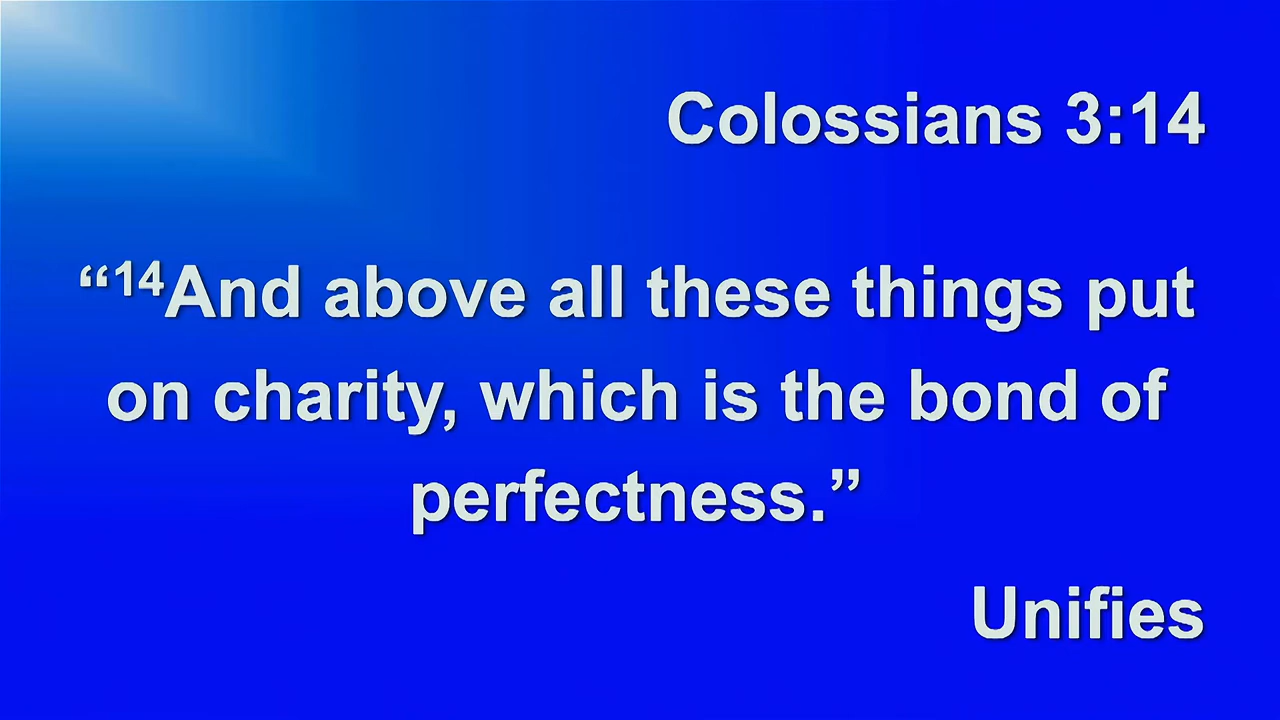 Colossians 3:14
“¹⁴And above all these things put
on charity, which is the bond of
perfectness.”
Unifies